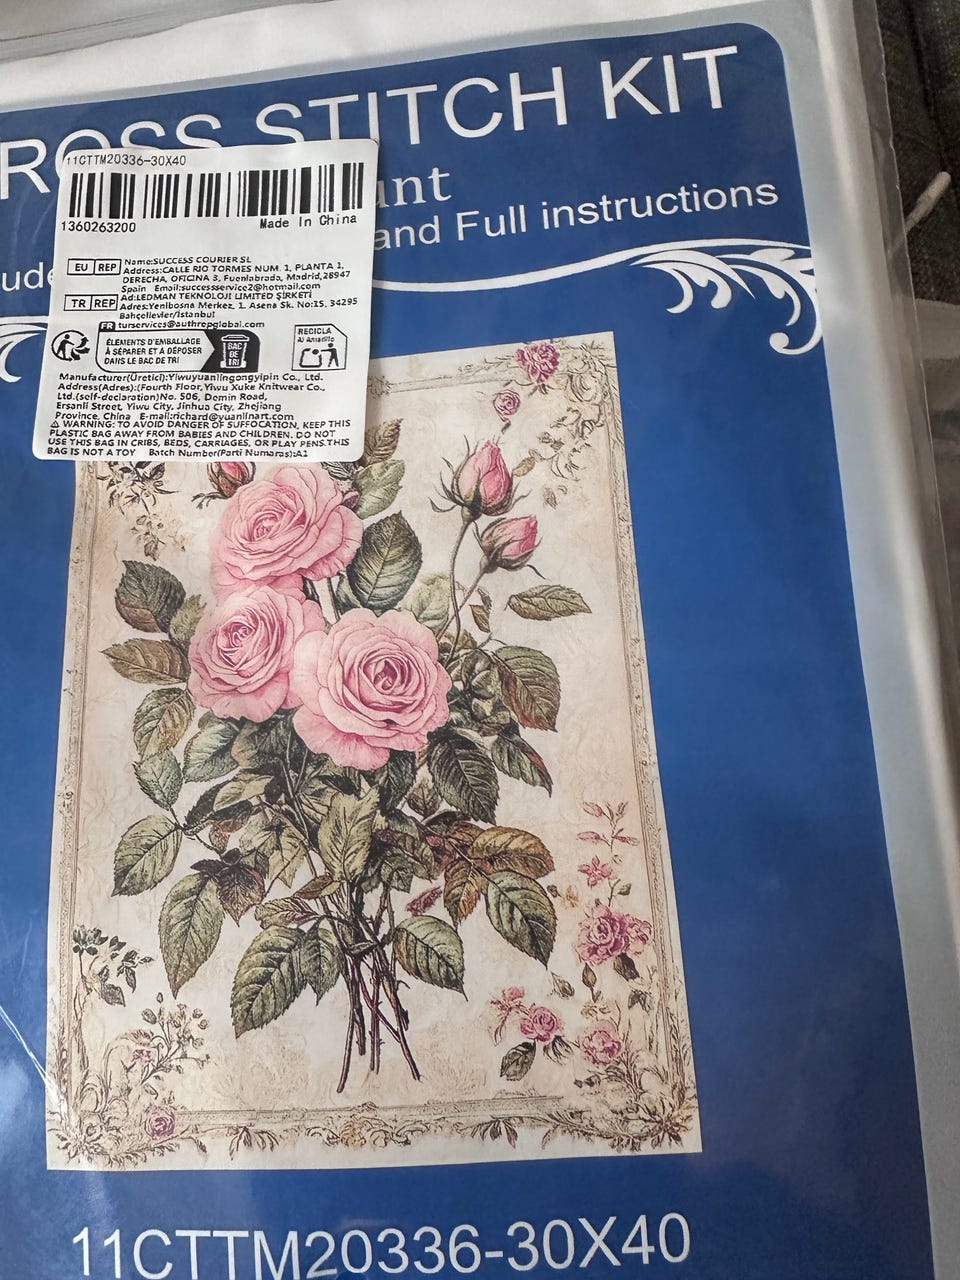 ROSS STITCH KIT
unt
ude and Full instructions
11CTTM20336-30X40
1360263200 Made In China
EU REP Name:SUCCESS COURIER SL
Address:CALLE RIO TORMES NUM. 1, PLANTA 1,
DERECHA, OFICINA 3, Fuenlabrada, Madrid,28947
Spain Email:successservice2@hotmail.com
TR REP Ad:LEDMAN TEKNOLOJI LIMITED ŞİRKETİ
Adres:Yenibosna Merkez, 1. Asena Sk. No:15, 34295
Bahçelievler/İstanbul
turservices@authrepglobal.com
FR
ÉLÉMENTS D'EMBALLAGE
À SÉPARER ET À DÉPOSER
DANS LE BAC DE TRI
BAC
DE
TRI
RECICLA
Al Amarillo
Manufacturer(Üretici):Yiwuyuanlingongyipin Co., Ltd.
Address(Adres):(Fourth Floor,Yiwu Xuke Knitwear Co.,
Ltd.(self-declaration)No. 506, Demin Road,
Ersanli Street, Yiwu City, Jinhua City, Zhejiang
Province, China E-mail:richard@yuanlinart.com
⚠ WARNING: TO AVOID DANGER OF SUFFOCATION, KEEP THIS
PLASTIC BAG AWAY FROM BABIES AND CHILDREN. DO NOT
USE THIS BAG IN CRIBS, BEDS, CARRIAGES, OR PLAY PENS.THIS
BAG IS NOT A TOY Batch Number(Parti Numaras):A1
11CTTM20336-30X40